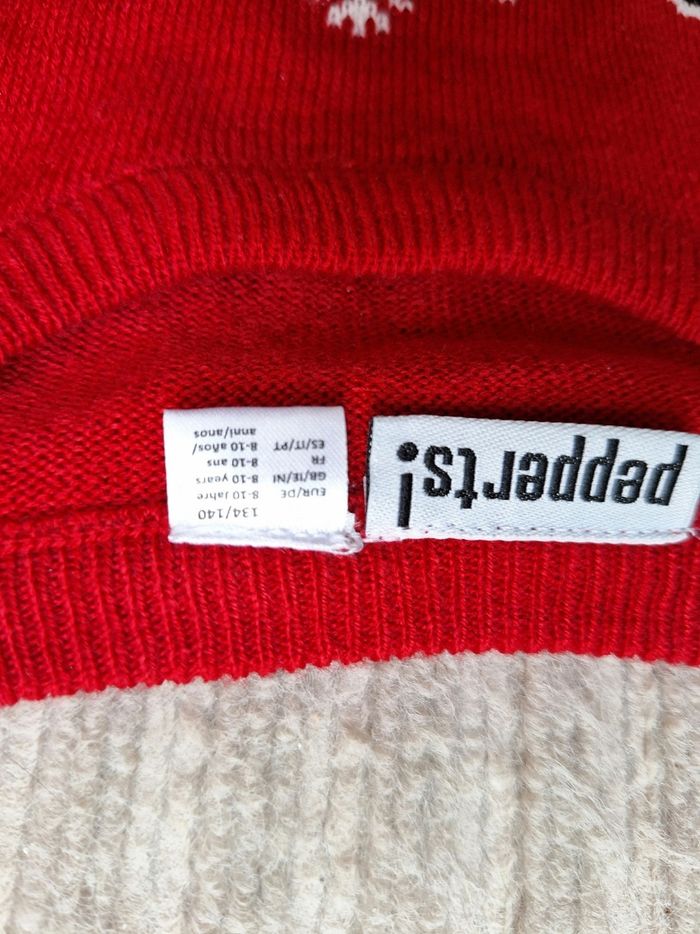 pepperts!
134/140
EUR/DE 8-10 Jahre
GB/IE/NI 8-10 years
FR 8-10 ans
ES/IT/PT 8-10 años/
anni/anos